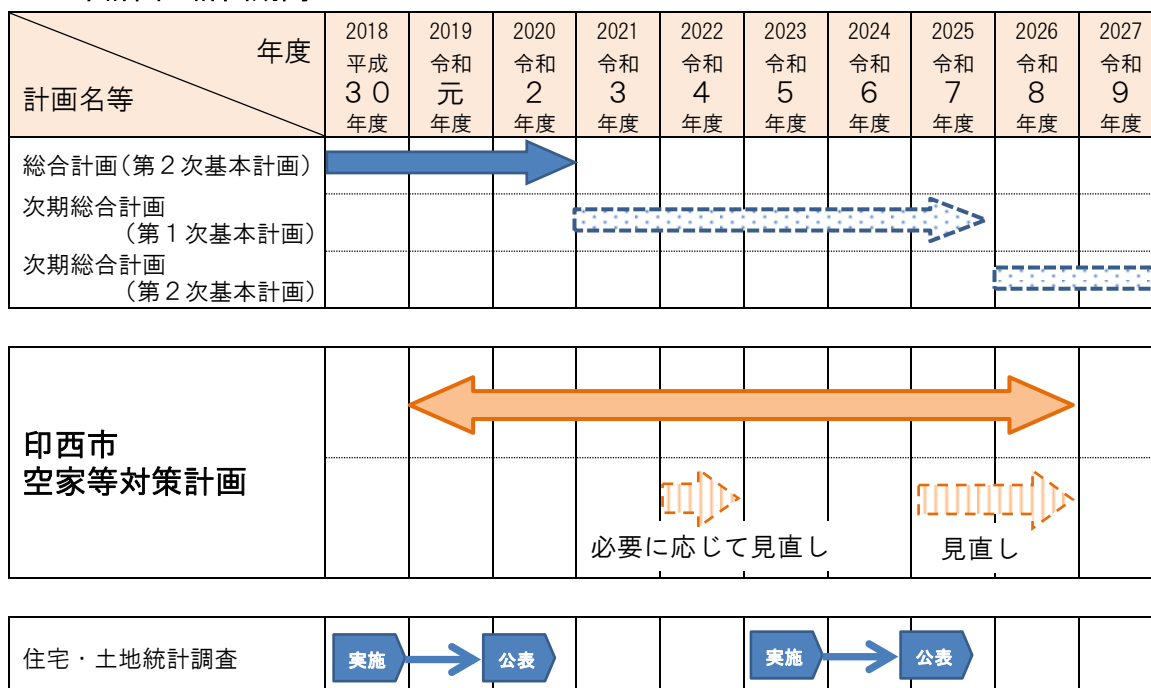 年度
計画名等
2018 2019 2020 2021 2022 2023 2024 2025 2026 2027
平成 令和 令和 令和 令和 令和 令和 令和 令和 令和
３０ 元 ２ ３ ４ ５ ６ ７ ８ ９
年度 年度 年度 年度 年度 年度 年度 年度 年度 年度
総合計画（第２次基本計画）
次期総合計画
（第１次基本計画）
次期総合計画
（第２次基本計画）
印西市
空家等対策計画
必要に応じて見直し 見直し
住宅・土地統計調査 実施 公表 実施 公表